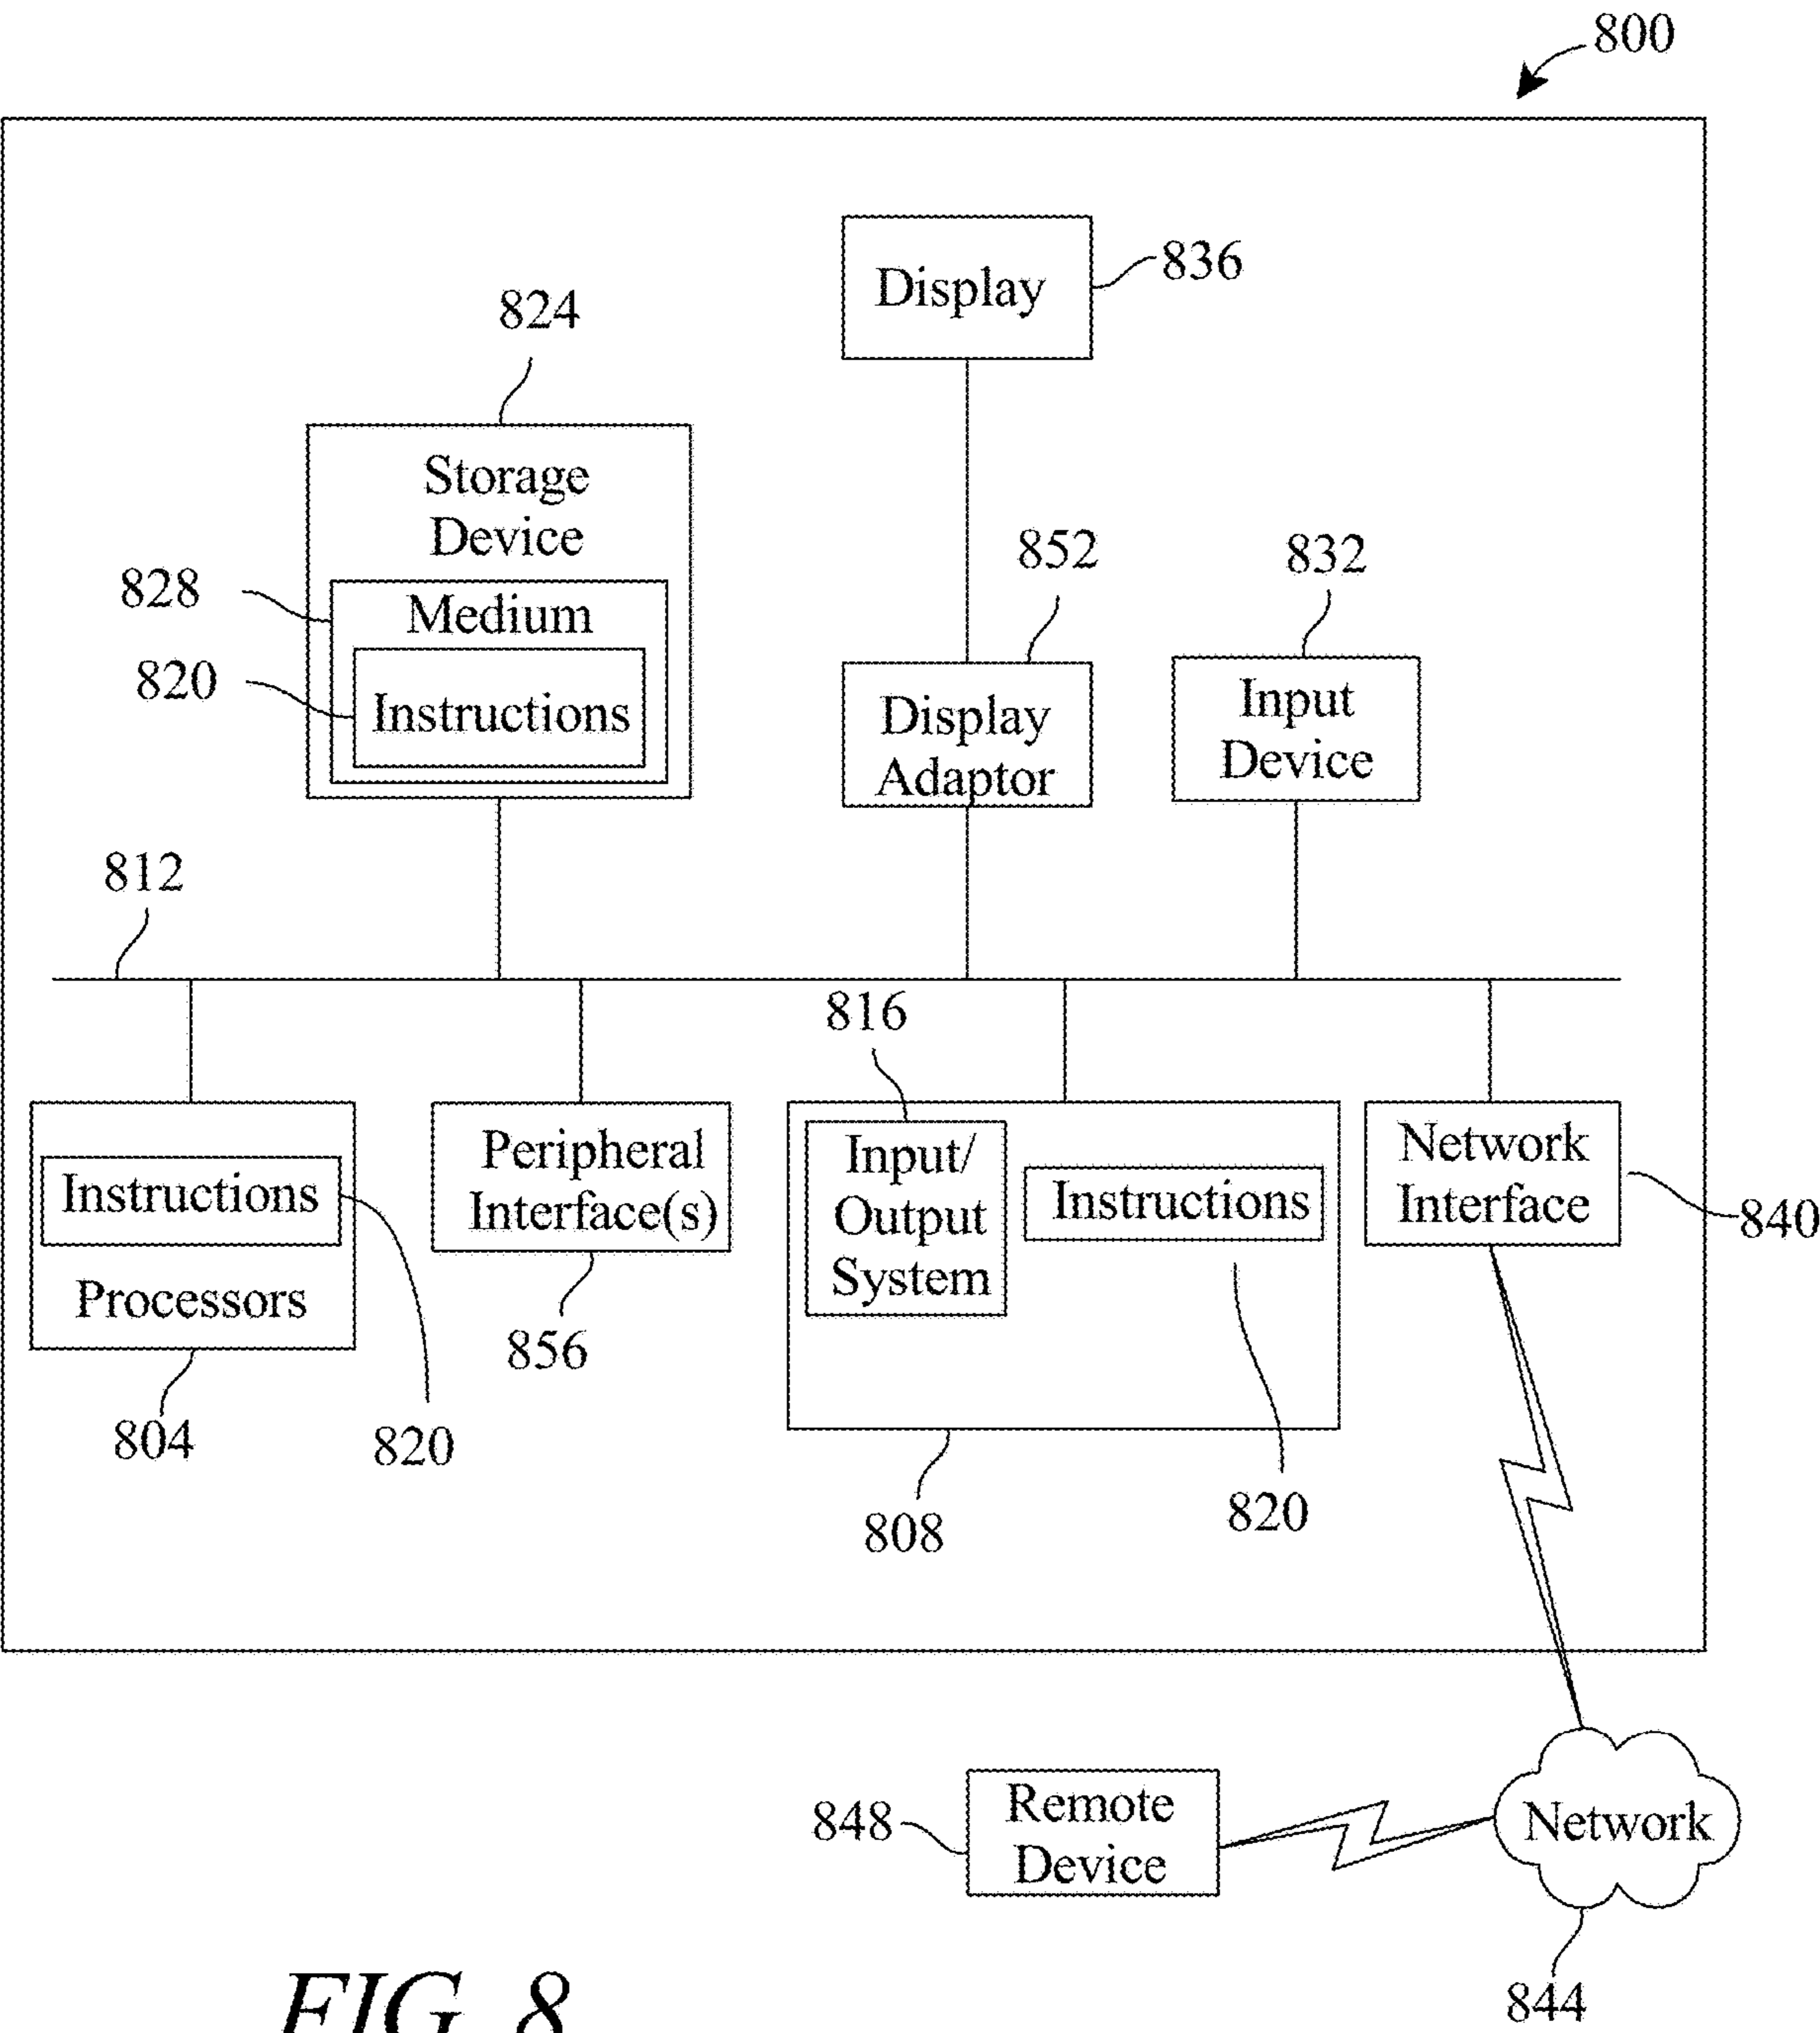 800
Display
836
824
Storage
Device
828
Medium
820
Instructions
852
Display
Adaptor
832
Input
Device
812
816
Instructions
Processors
804
820
Peripheral
Interface(s)
856
Input/
Output
System
Instructions
808
820
Network
Interface
840
848
Remote
Device
Network
844
FIG. 8